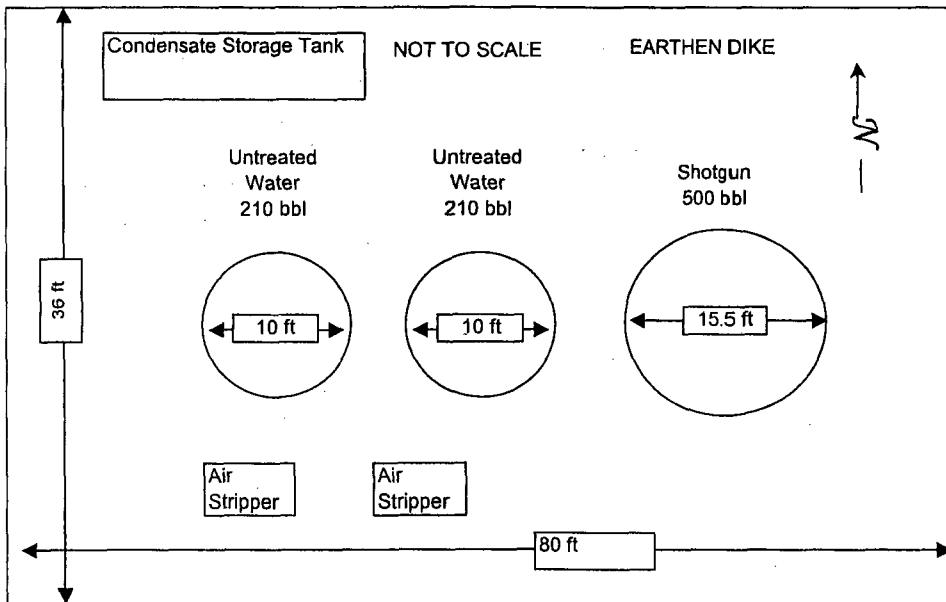 Condensate Storage Tank
NOT TO SCALE
EARTHEN DIKE
N
Untreated
Water
210 bbl
Untreated
Water
210 bbl
Shotgun
500 bbl
36 ft
10 ft
10 ft
15.5 ft
Air
Stripper
Air
Stripper
80 ft